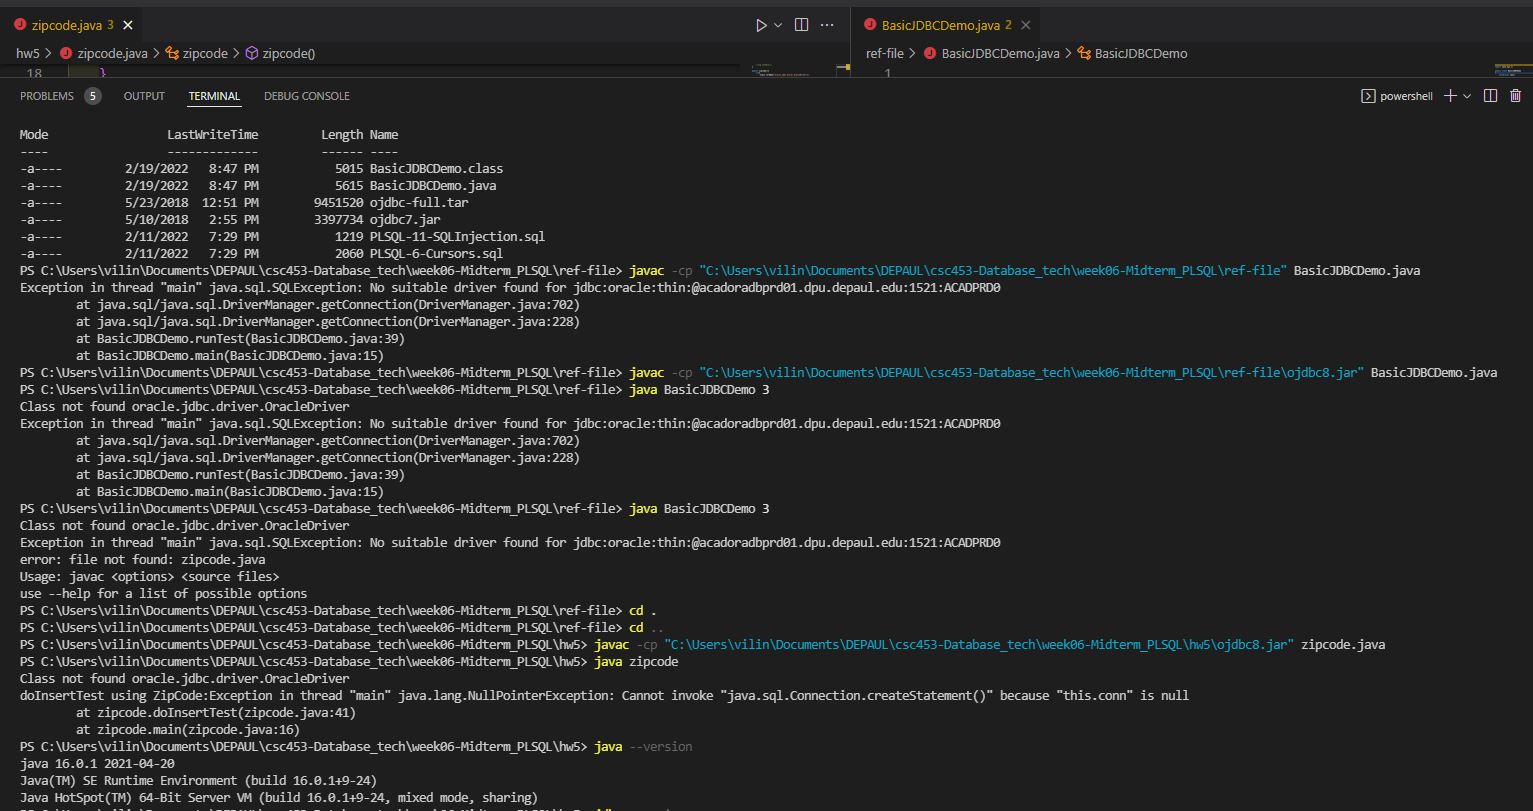 zipcode.java 3
BasicJDBCDemo.java 2
hw5 > zipcode.java > zipcode > zipcode()
ref-file > BasicJDBCDemo.java > BasicJDBCDemo
18 }
1
PROBLEMS 5 OUTPUT TERMINAL DEBUG CONSOLE
powershell
Mode LastWriteTime Length Name
---- ------------- ------ ----
-a---- 2/19/2022 8:47 PM 5015 BasicJDBCDemo.class
-a---- 2/19/2022 8:47 PM 5615 BasicJDBCDemo.java
-a---- 5/23/2018 12:51 PM 9451520 ojdbc-full.tar
-a---- 5/10/2018 2:55 PM 3397734 ojdbc7.jar
-a---- 2/11/2022 7:29 PM 1219 PLSQL-11-SQLInjection.sql
-a---- 2/11/2022 7:29 PM 2060 PLSQL-6-Cursors.sql
PS C:\Users\vilin\Documents\DEPAUL\csc453-Database_tech\week06-Midterm_PLSQL\ref-file> javac -cp "C:\Users\vilin\Documents\DEPAUL\csc453-Database_tech\week06-Midterm_PLSQL\ref-file" BasicJDBCDemo.java
Exception in thread "main" java.sql.SQLException: No suitable driver found for jdbc:oracle:thin:@acadoradbprd01.dpu.depaul.edu:1521:ACADPRD0
at java.sql/java.sql.DriverManager.getConnection(DriverManager.java:702)
at java.sql/java.sql.DriverManager.getConnection(DriverManager.java:228)
at BasicJDBCDemo.runTest(BasicJDBCDemo.java:39)
at BasicJDBCDemo.main(BasicJDBCDemo.java:15)
PS C:\Users\vilin\Documents\DEPAUL\csc453-Database_tech\week06-Midterm_PLSQL\ref-file> javac -cp "C:\Users\vilin\Documents\DEPAUL\csc453-Database_tech\week06-Midterm_PLSQL\ref-file\ojdbc8.jar" BasicJDBCDemo.java
PS C:\Users\vilin\Documents\DEPAUL\csc453-Database_tech\week06-Midterm_PLSQL\ref-file> java BasicJDBCDemo 3
Class not found oracle.jdbc.driver.OracleDriver
Exception in thread "main" java.sql.SQLException: No suitable driver found for jdbc:oracle:thin:@acadoradbprd01.dpu.depaul.edu:1521:ACADPRD0
at java.sql/java.sql.DriverManager.getConnection(DriverManager.java:702)
at java.sql/java.sql.DriverManager.getConnection(DriverManager.java:228)
at BasicJDBCDemo.runTest(BasicJDBCDemo.java:39)
at BasicJDBCDemo.main(BasicJDBCDemo.java:15)
PS C:\Users\vilin\Documents\DEPAUL\csc453-Database_tech\week06-Midterm_PLSQL\ref-file> java BasicJDBCDemo 3
Class not found oracle.jdbc.driver.OracleDriver
Exception in thread "main" java.sql.SQLException: No suitable driver found for jdbc:oracle:thin:@acadoradbprd01.dpu.depaul.edu:1521:ACADPRD0
error: file not found: zipcode.java
Usage: javac <options> <source files>
use --help for a list of possible options
PS C:\Users\vilin\Documents\DEPAUL\csc453-Database_tech\week06-Midterm_PLSQL\ref-file> cd .
PS C:\Users\vilin\Documents\DEPAUL\csc453-Database_tech\week06-Midterm_PLSQL\ref-file> cd ..
PS C:\Users\vilin\Documents\DEPAUL\csc453-Database_tech\week06-Midterm_PLSQL\hw5> javac -cp "C:\Users\vilin\Documents\DEPAUL\csc453-Database_tech\week06-Midterm_PLSQL\hw5\ojdbc8.jar" zipcode.java
PS C:\Users\vilin\Documents\DEPAUL\csc453-Database_tech\week06-Midterm_PLSQL\hw5> java zipcode
Class not found oracle.jdbc.driver.OracleDriver
doInsertTest using ZipCode:Exception in thread "main" java.lang.NullPointerException: Cannot invoke "java.sql.Connection.createStatement()" because "this.conn" is null
at zipcode.doInsertTest(zipcode.java:41)
at zipcode.main(zipcode.java:16)
PS C:\Users\vilin\Documents\DEPAUL\csc453-Database_tech\week06-Midterm_PLSQL\hw5> java --version
java 16.0.1 2021-04-20
Java(TM) SE Runtime Environment (build 16.0.1+9-24)
Java HotSpot(TM) 64-Bit Server VM (build 16.0.1+9-24, mixed mode, sharing)